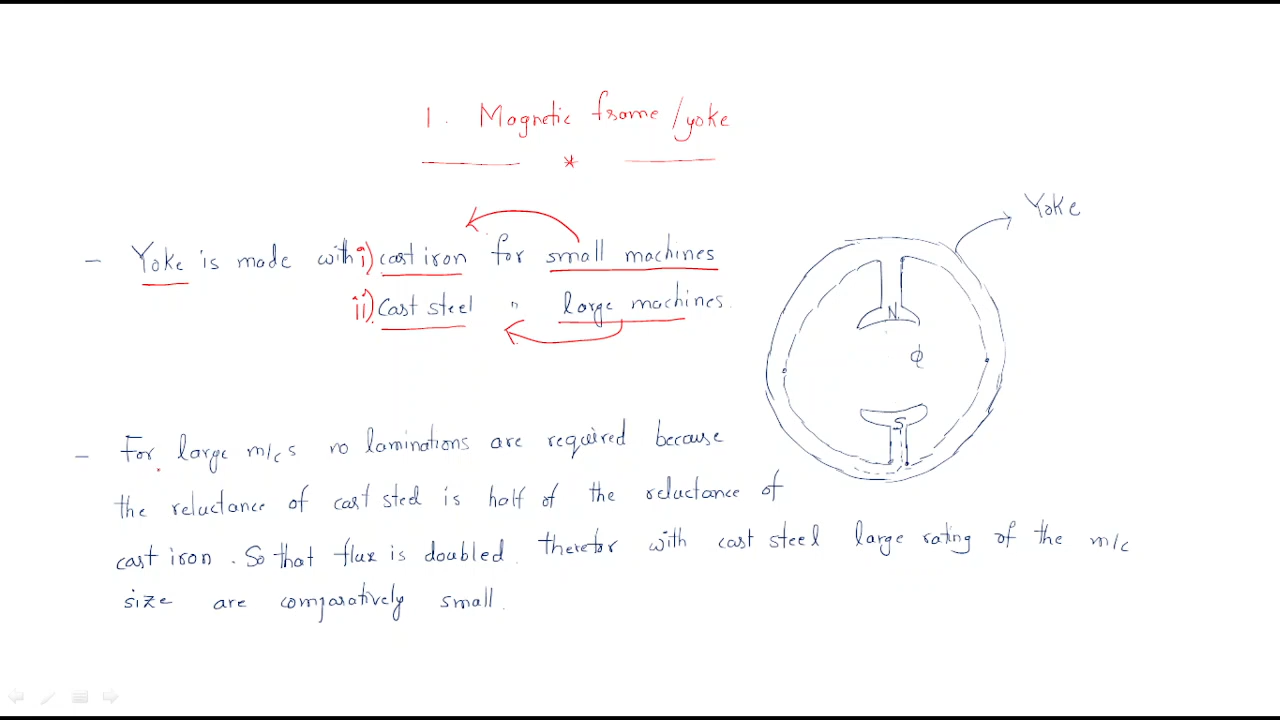 1. Magnetic frame/yoke
*
Yoke
- Yoke is made with i) cast iron for small machines
ii) Cast steel " large machines.
N
Φ
S
- For large m/cs no laminations are required because
the reluctance of cast steel is half of the reluctance of
cast iron. So that flux is doubled. therefor with cast steel large rating of the m/c
size are comparatively small.